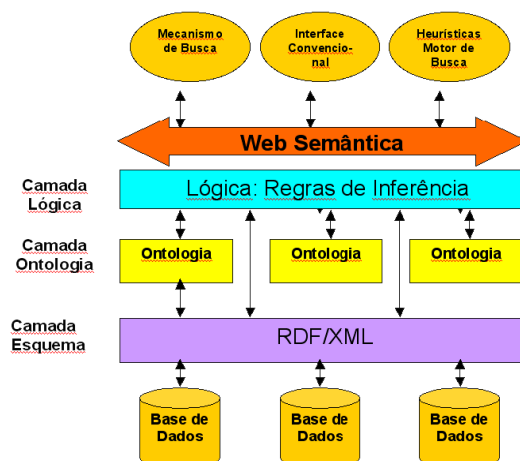 Mecanismo
de Busca
Interface
Convencio-
nal
Heurísticas
Motor de
Busca
Web Semântica
Camada
Lógica
Lógica: Regras de Inferência
Camada
Ontologia
Ontologia
Ontologia
Ontologia
Camada
Esquema
RDF/XML
Base de
Dados
Base de
Dados
Base de
Dados